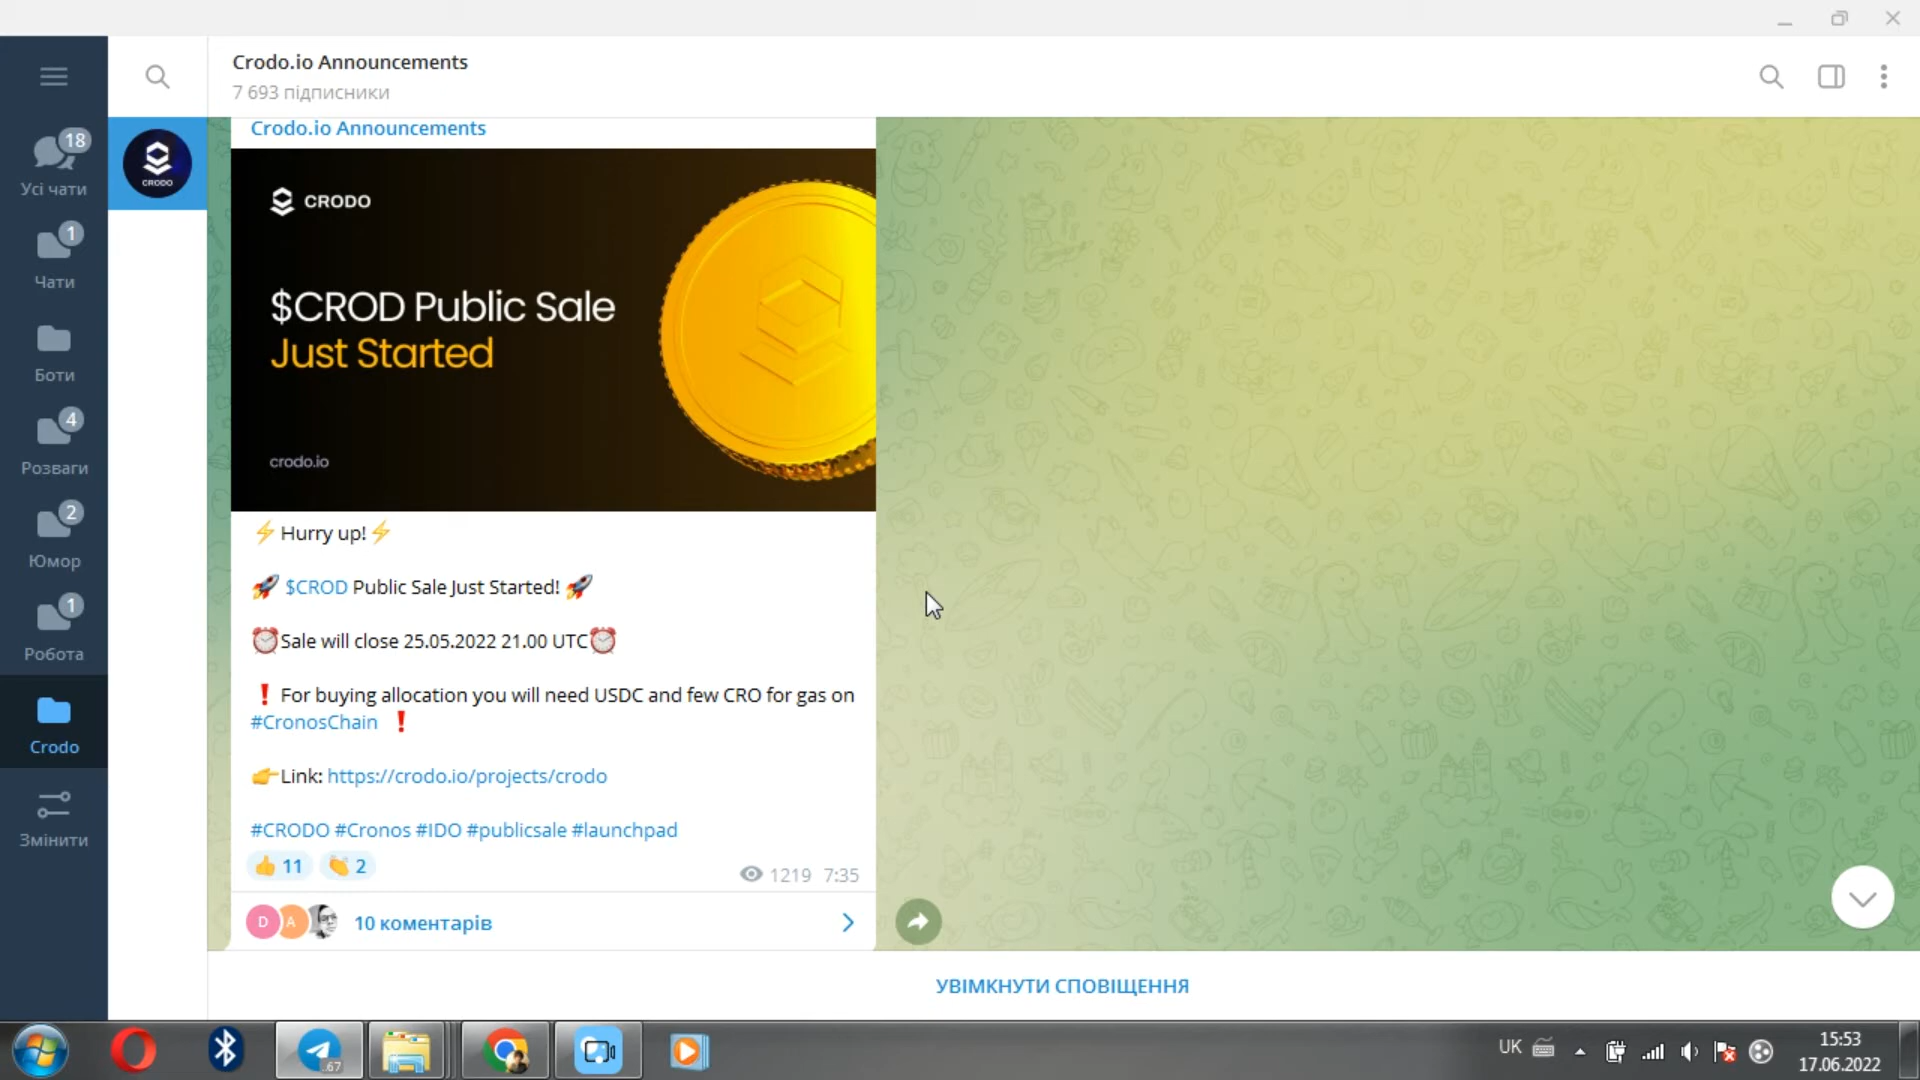 Crodo.io Announcements
7 693 підписники
18
Усі чати
1
Чати
Боти
4
Розваги
2
Юмор
1
Робота
Crodo
Змінити
CRODO
Crodo.io Announcements
CRODO
$CROD Public Sale
Just Started
crodo.io
⚡Hurry up!⚡
🚀 $CROD Public Sale Just Started! 🚀
⏰Sale will close 25.05.2022 21.00 UTC⏰
❗ For buying allocation you will need USDC and few CRO for gas on
#CronosChain ❗
👉Link: https://crodo.io/projects/crodo
#CRODO #Cronos #IDO #publicsale #launchpad
👍 11 👏 2
1219 7:35
D A 10 коментарів
УВІМКНУТИ СПОВІЩЕННЯ
.67
UK
15:53
17.06.2022